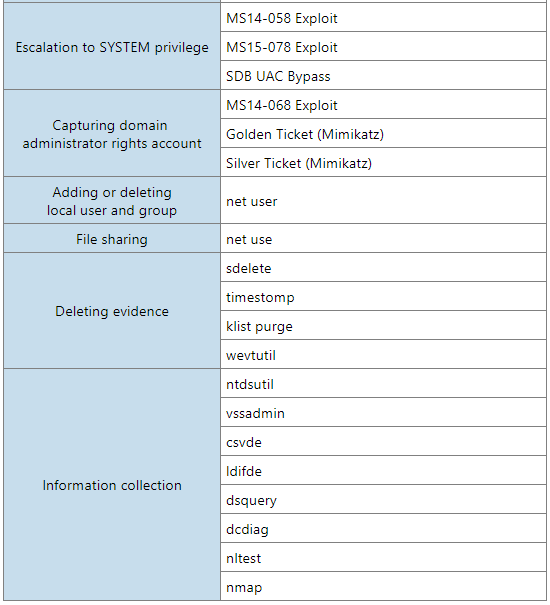 Escalation to SYSTEM privilege
MS14-058 Exploit
MS15-078 Exploit
SDB UAC Bypass
Capturing domain
administrator rights account
MS14-068 Exploit
Golden Ticket (Mimikatz)
Silver Ticket (Mimikatz)
Adding or deleting
local user and group
net user
File sharing
net use
Deleting evidence
sdelete
timestomp
klist purge
wevtutil
Information collection
ntdsutil
vssadmin
csvde
ldifde
dsquery
dcdiag
nltest
nmap